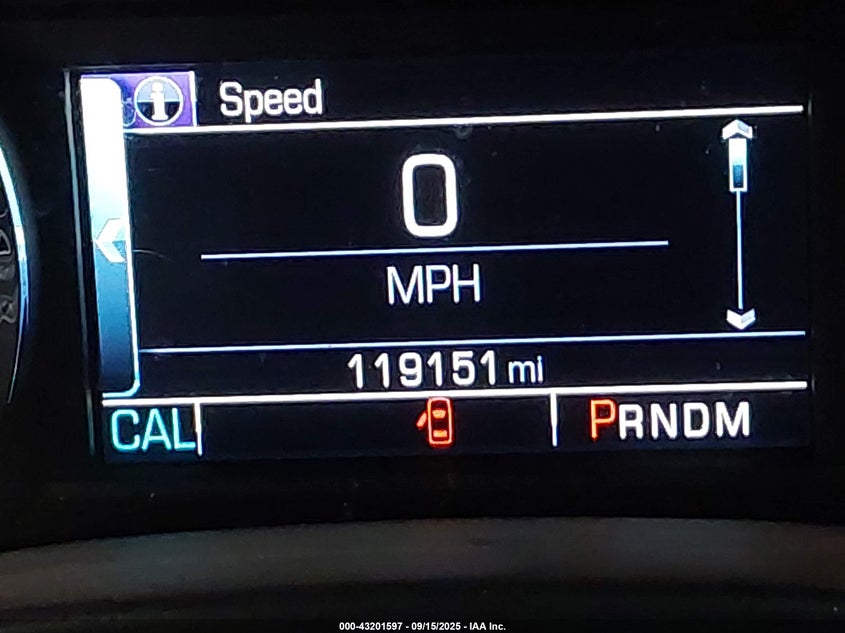 Speed
0
MPH
119151 mi
CAL
PRNDM
000-43201597 - 09/15/2025 - IAA Inc.